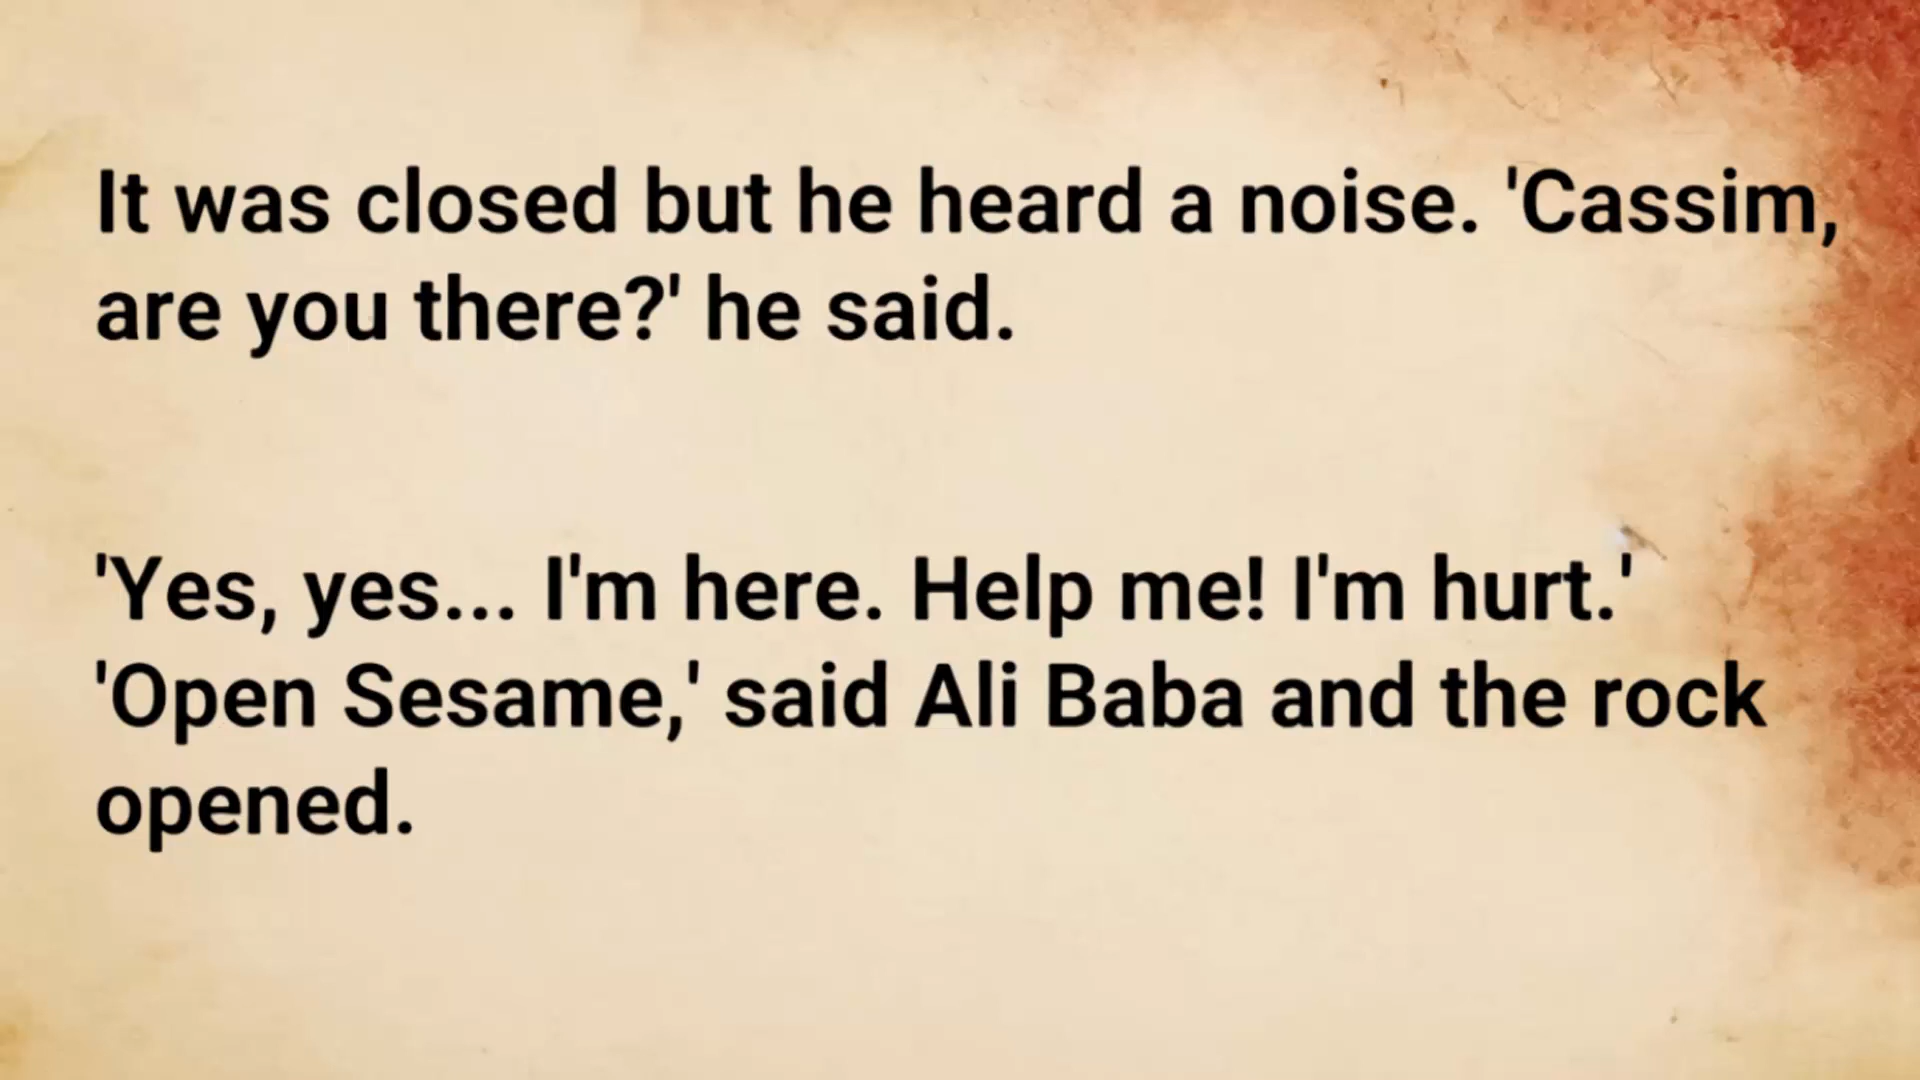 It was closed but he heard a noise. 'Cassim,
are you there?' he said.
'Yes, yes... I'm here. Help me! I'm hurt.'
'Open Sesame,' said Ali Baba and the rock
opened.